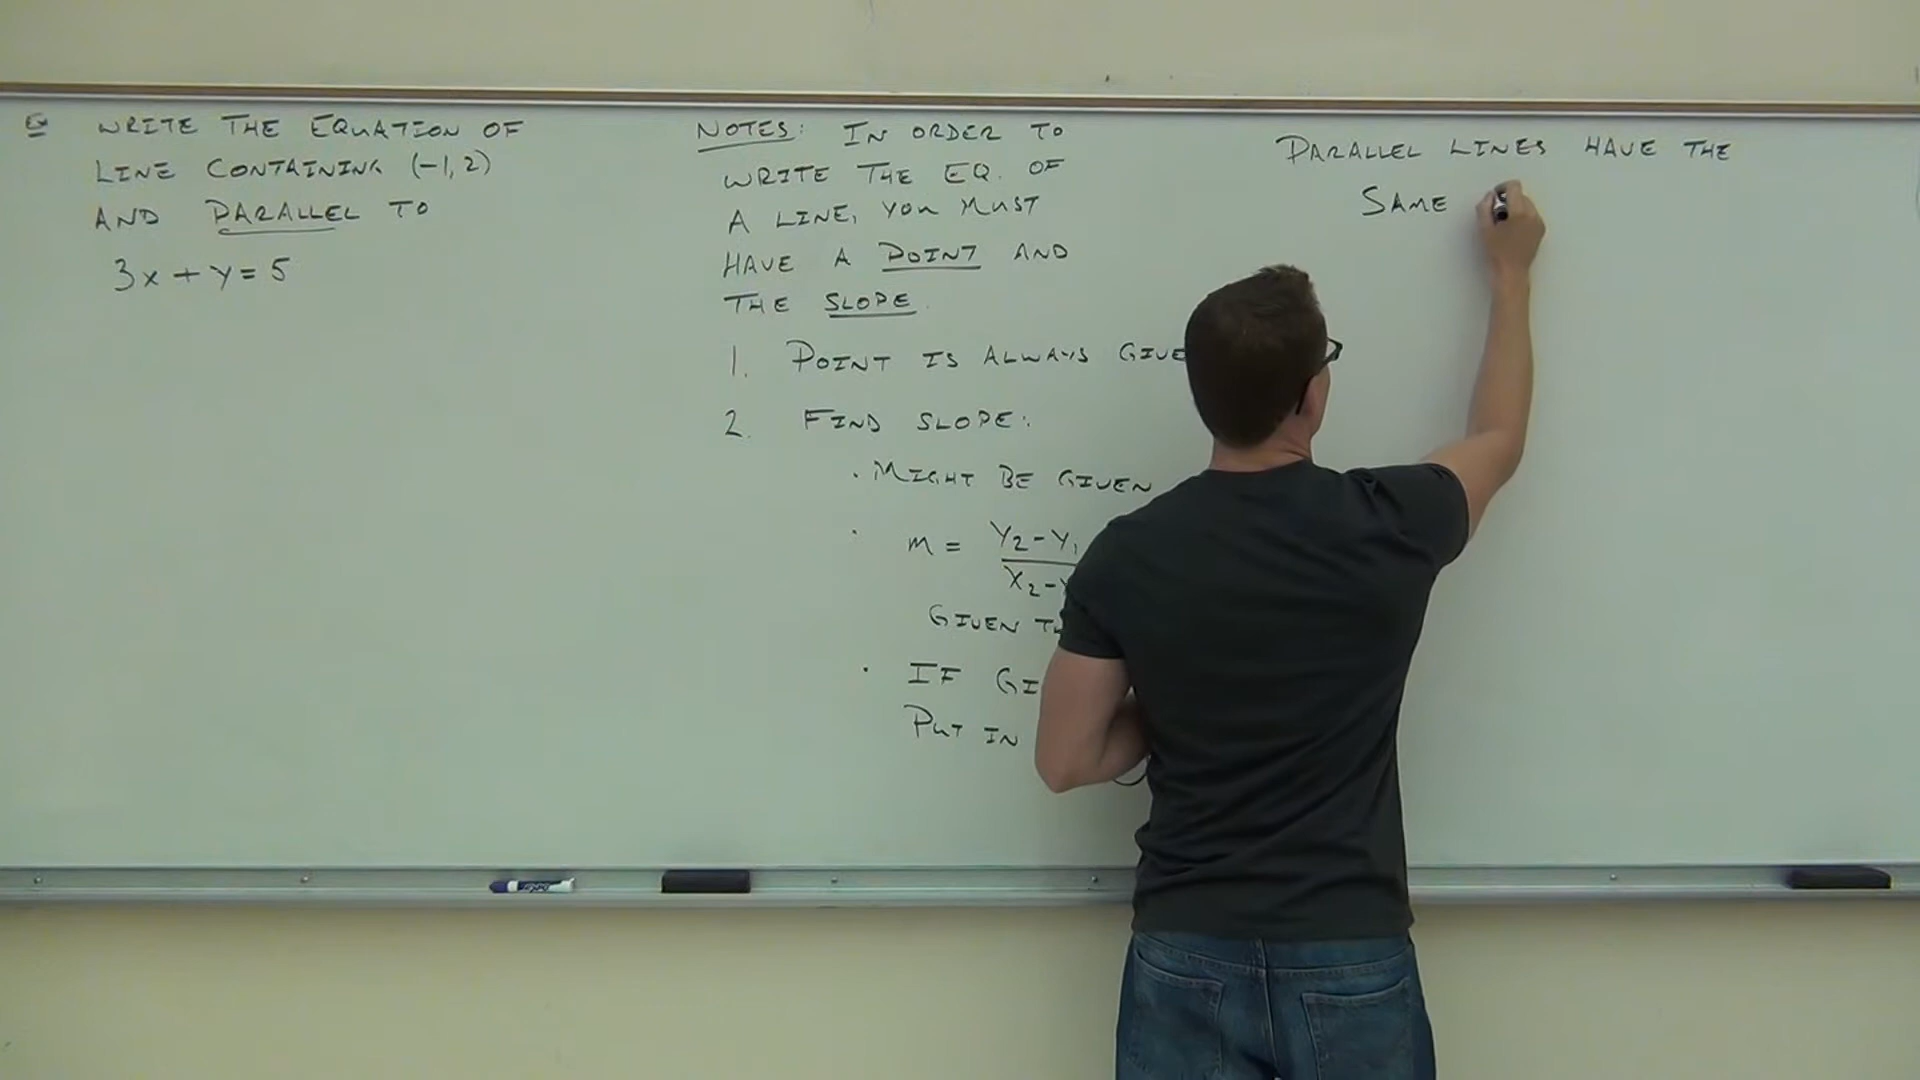 Ex WRITE THE EQUATION OF
LINE CONTAINING (-1,2)
AND PARALLEL TO
3x + y = 5
NOTES: IN ORDER TO
WRITE THE EQ. OF
A LINE, YOU MUST
HAVE A POINT AND
THE SLOPE.
1. POINT IS ALWAYS GIVE
2. FIND SLOPE:
· MIGHT BE GIVEN
· m = Y2-Y1
X2-
GIVEN
· IF
PUT IN
PARALLEL LINES HAVE THE
SAME